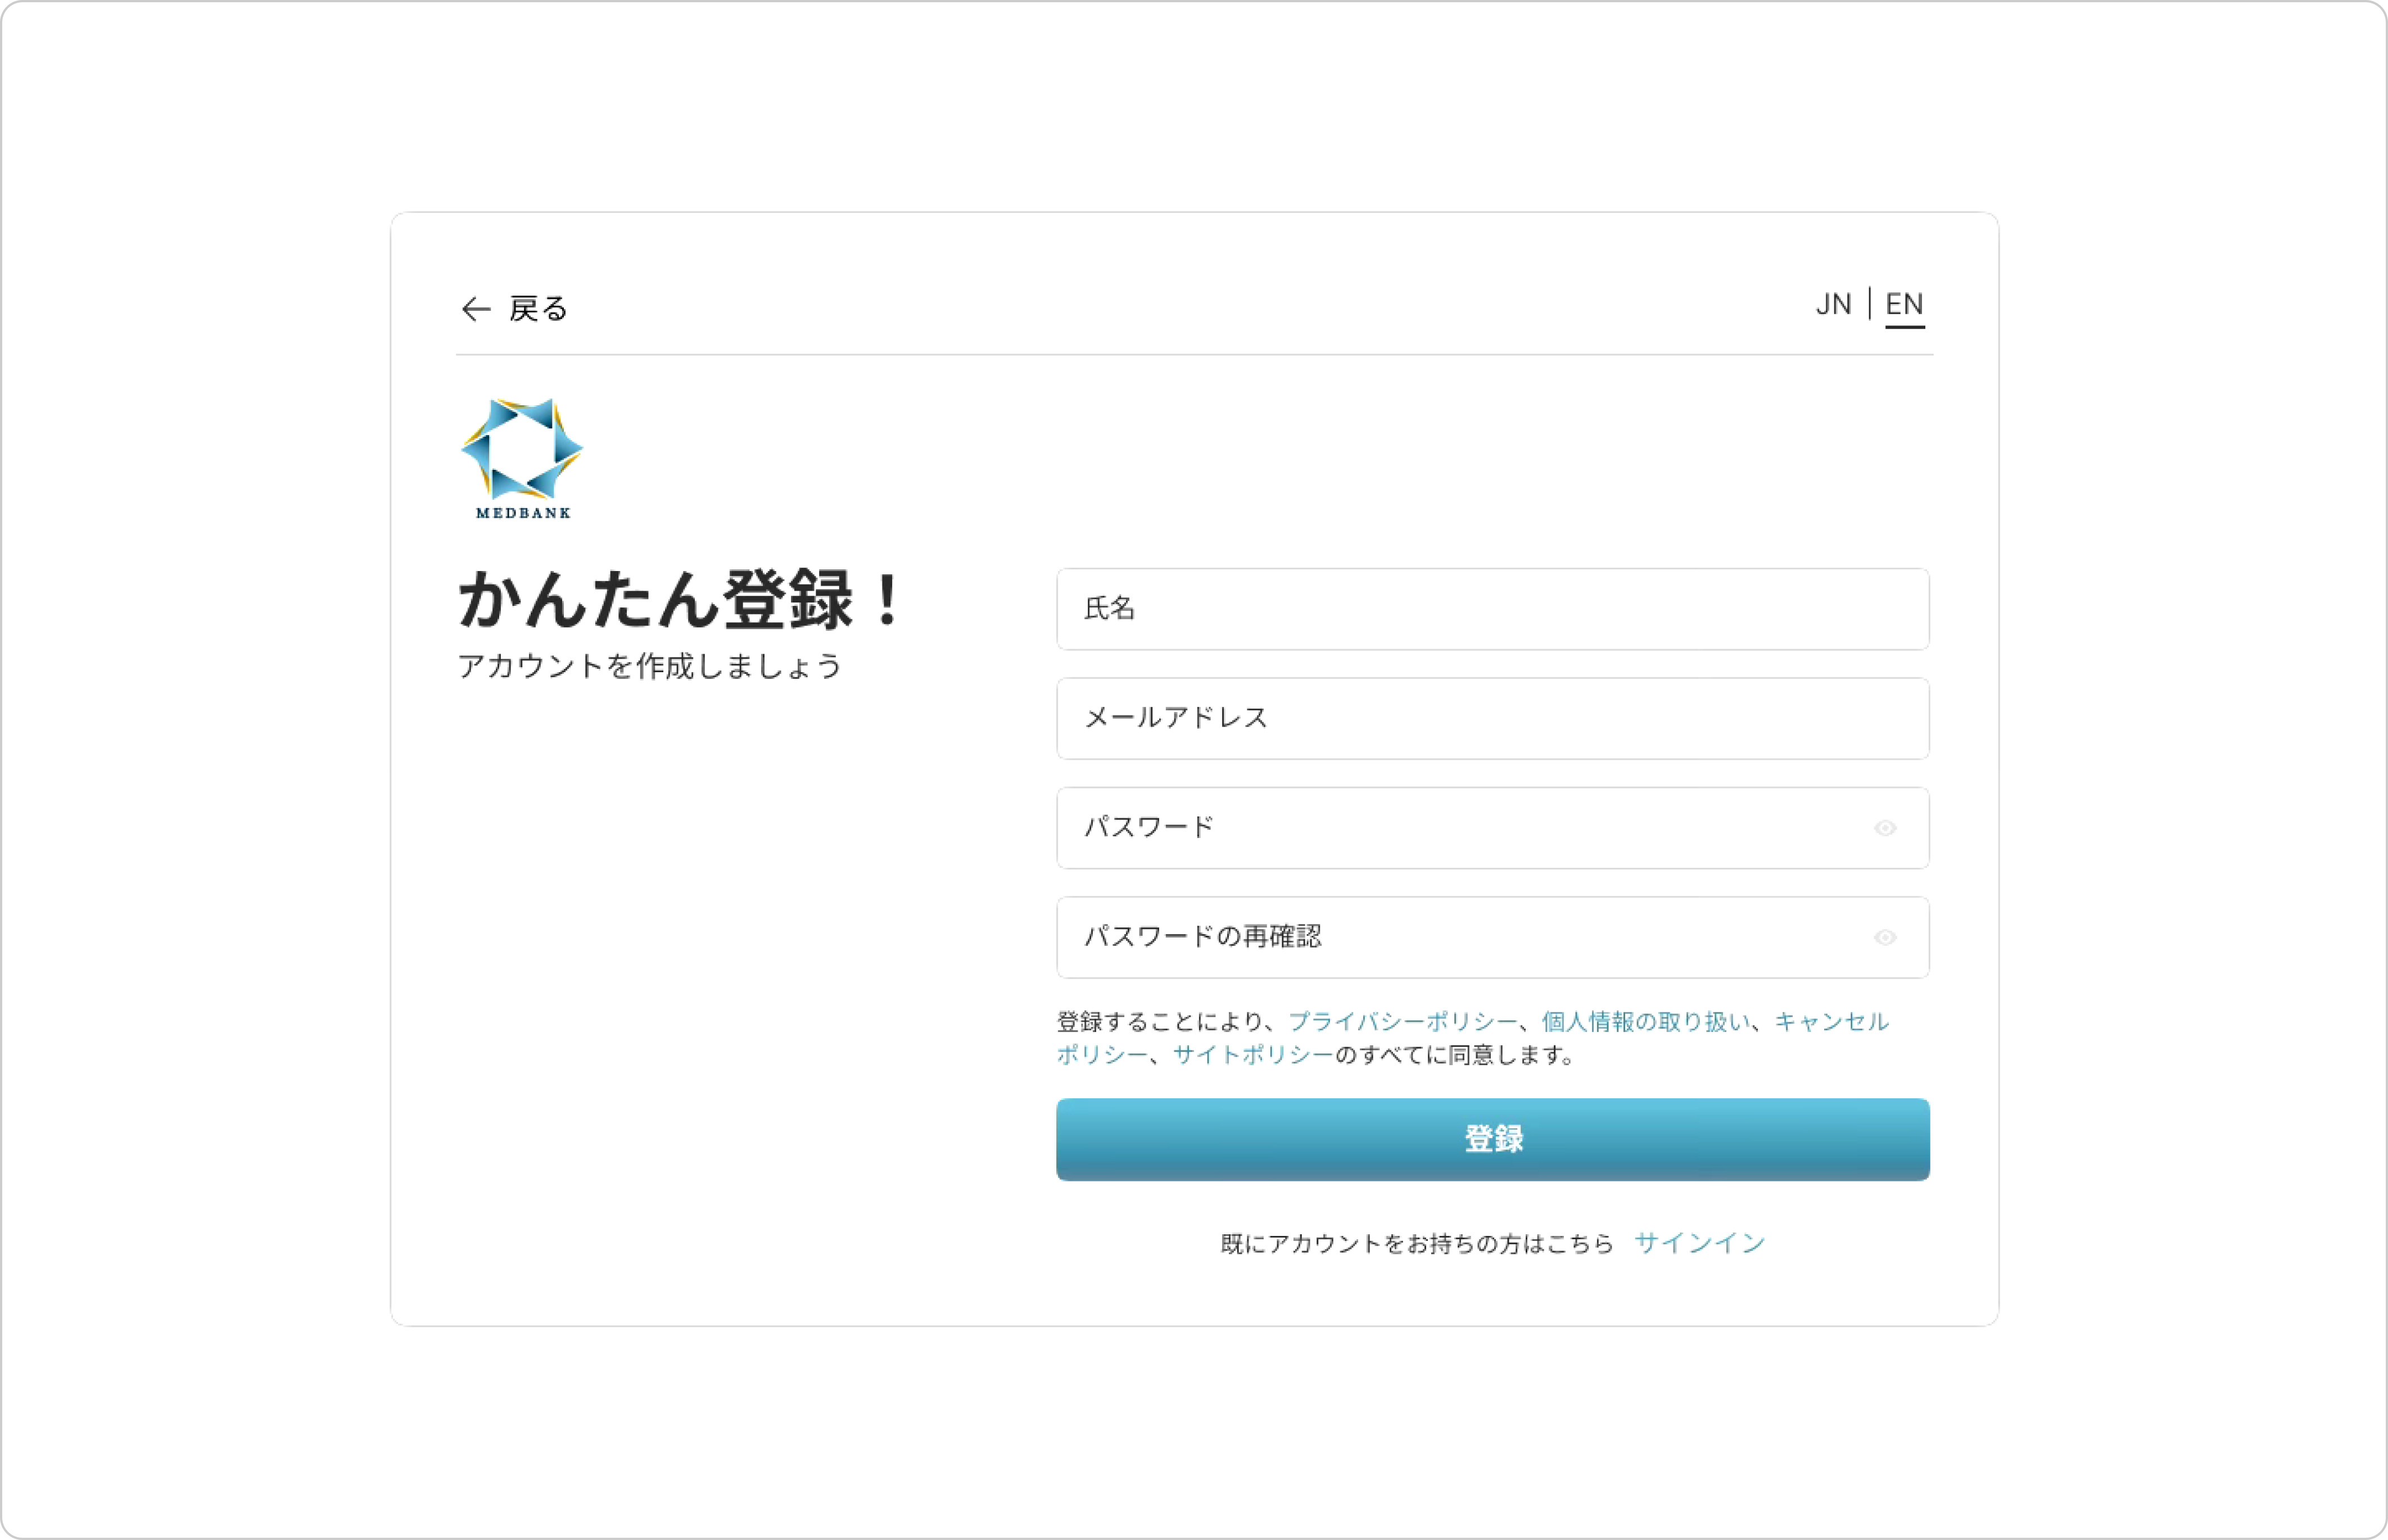 ← 戻る
JN | EN
MEDBANK
かんたん登録！
アカウントを作成しましょう
氏名
メールアドレス
パスワード
パスワードの再確認
登録することにより、プライバシーポリシー、個人情報の取り扱い、キャンセル
ポリシー、サイトポリシーのすべてに同意します。
登録
既にアカウントをお持ちの方はこちら サインイン